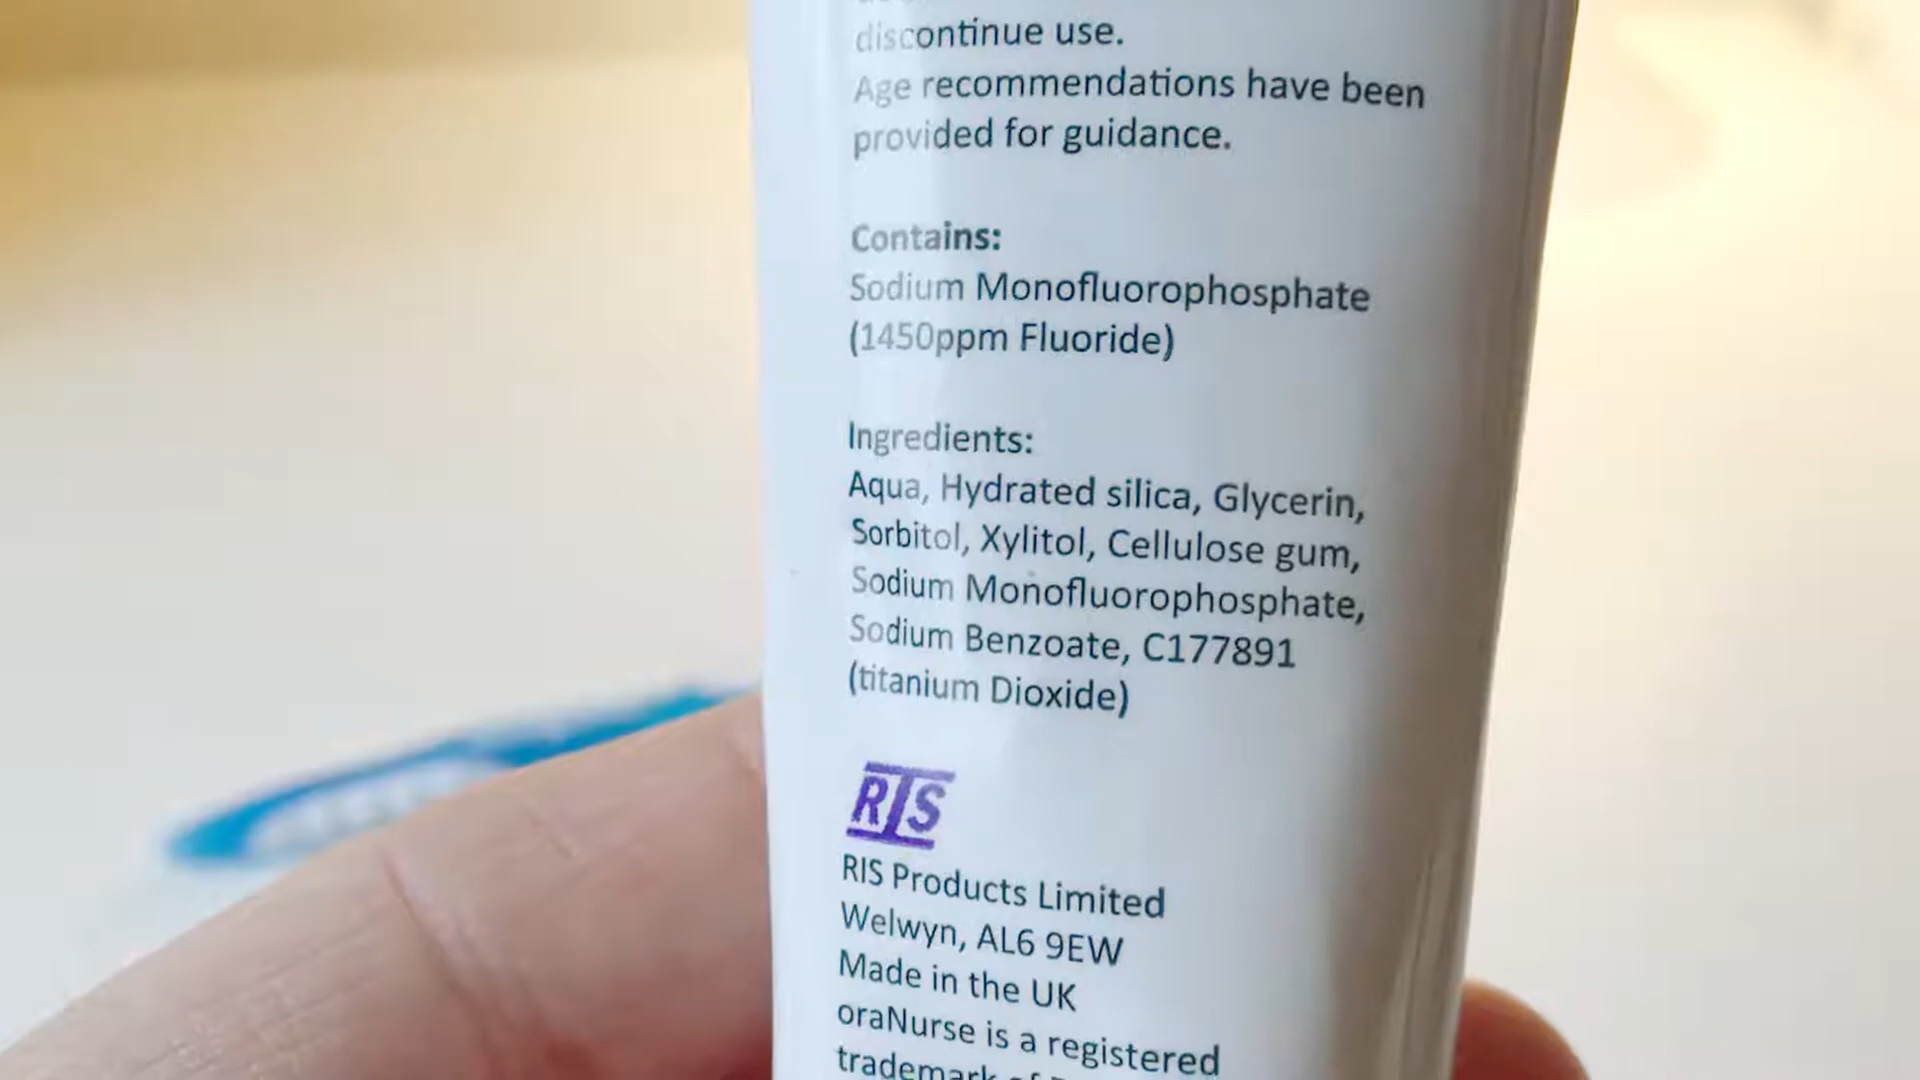 discontinue use.
Age recommendations have been
provided for guidance.
Contains:
Sodium Monofluorophosphate
(1450ppm Fluoride)
Ingredients:
Aqua, Hydrated silica, Glycerin,
Sorbitol, Xylitol, Cellulose gum,
Sodium Monofluorophosphate,
Sodium Benzoate, C177891
(titanium Dioxide)
RIS
RIS Products Limited
Welwyn, AL6 9EW
Made in the UK
oraNurse is a registered
trademark of